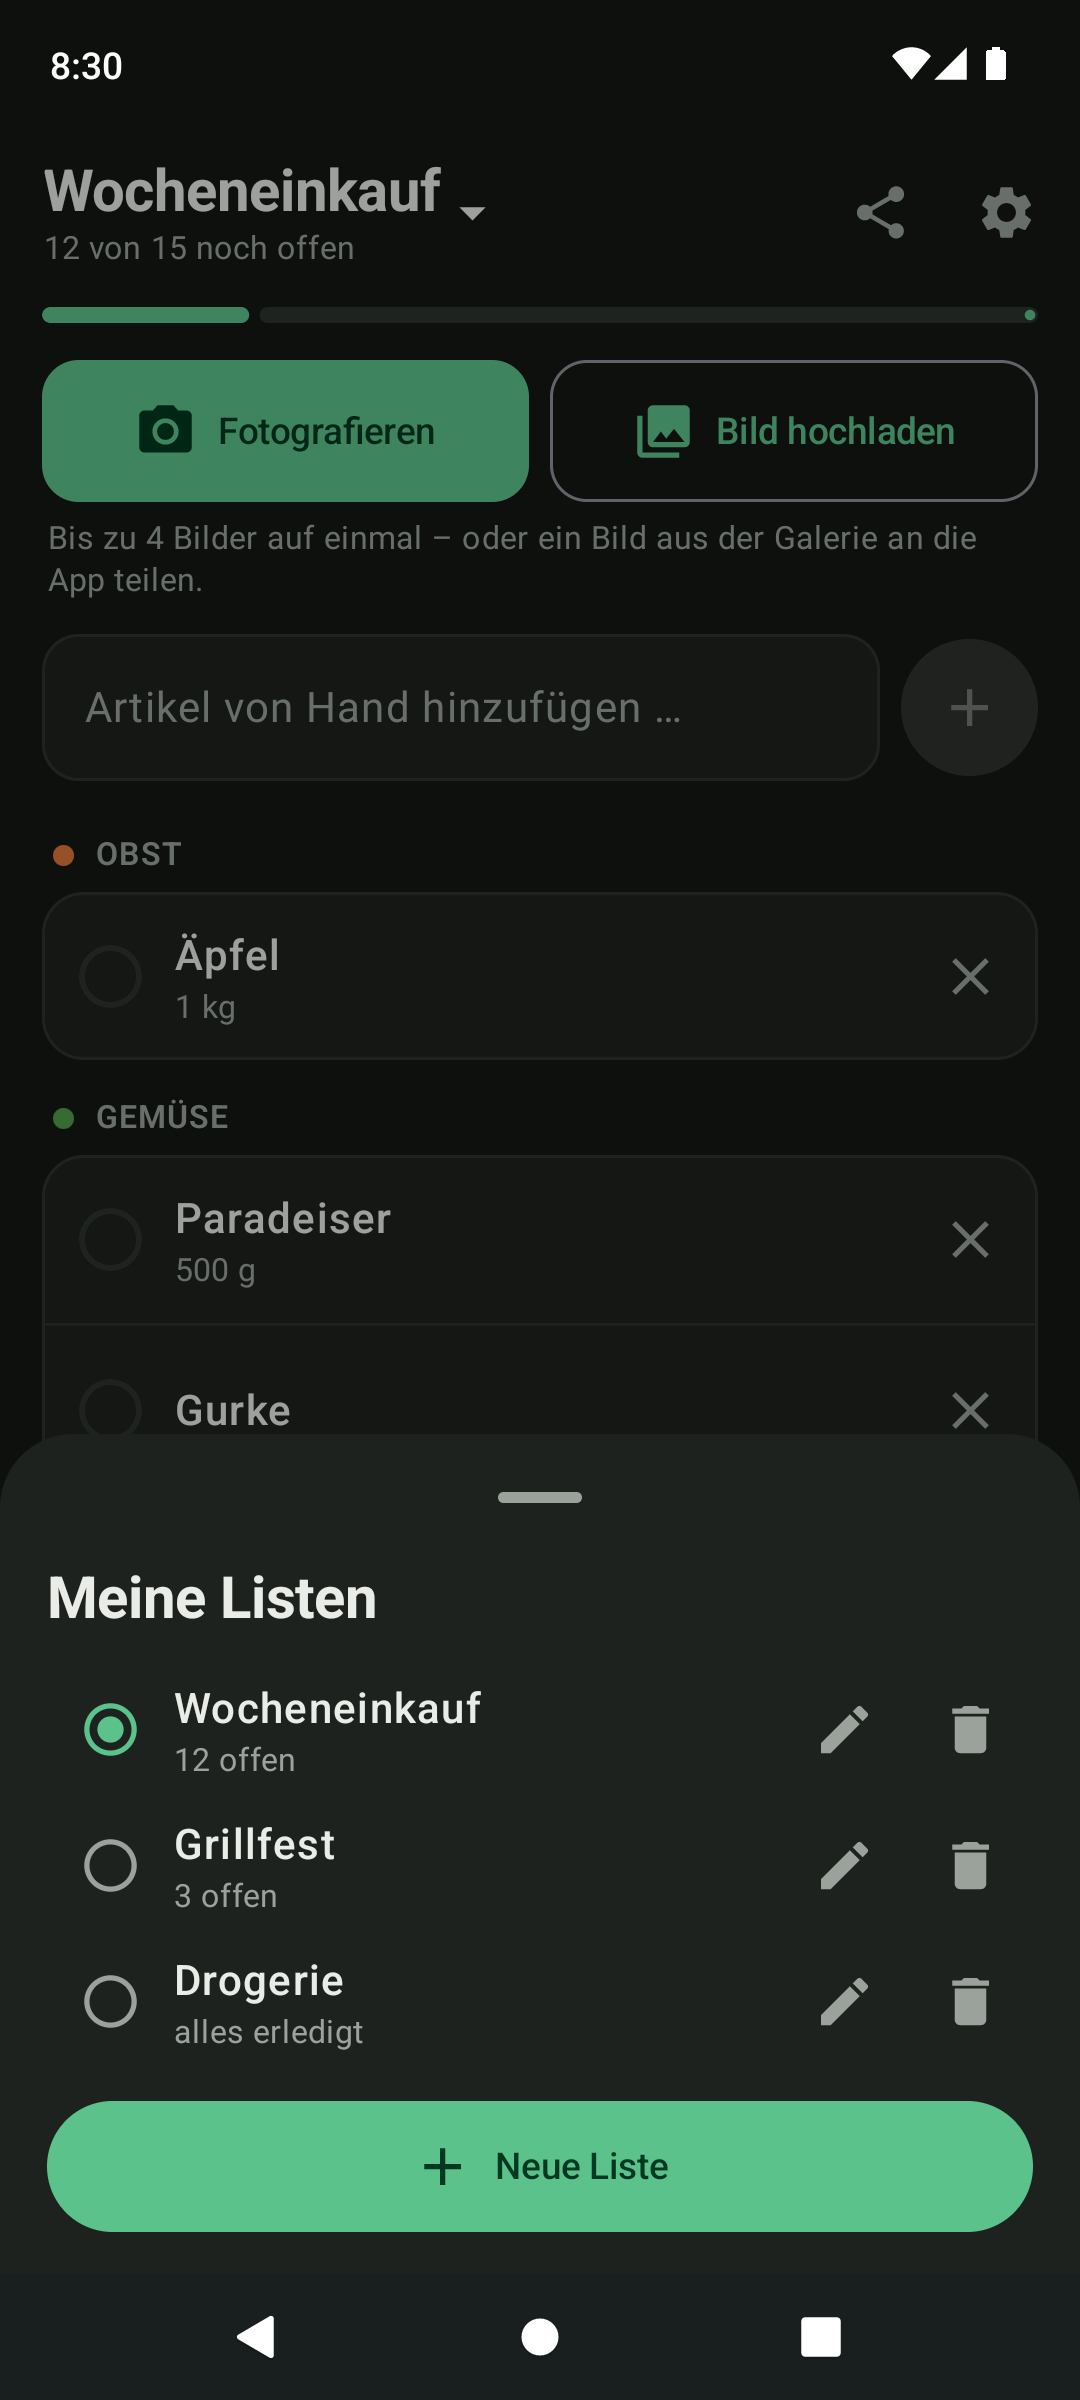 8:30
Wocheneinkauf
12 von 15 noch offen
Fotografieren
Bild hochladen
Bis zu 4 Bilder auf einmal – oder ein Bild aus der Galerie an die
App teilen.
Artikel von Hand hinzufügen …
OBST
Äpfel
1 kg
GEMÜSE
Paradeiser
500 g
Gurke
Meine Listen
Wocheneinkauf
12 offen
Grillfest
3 offen
Drogerie
alles erledigt
Neue Liste